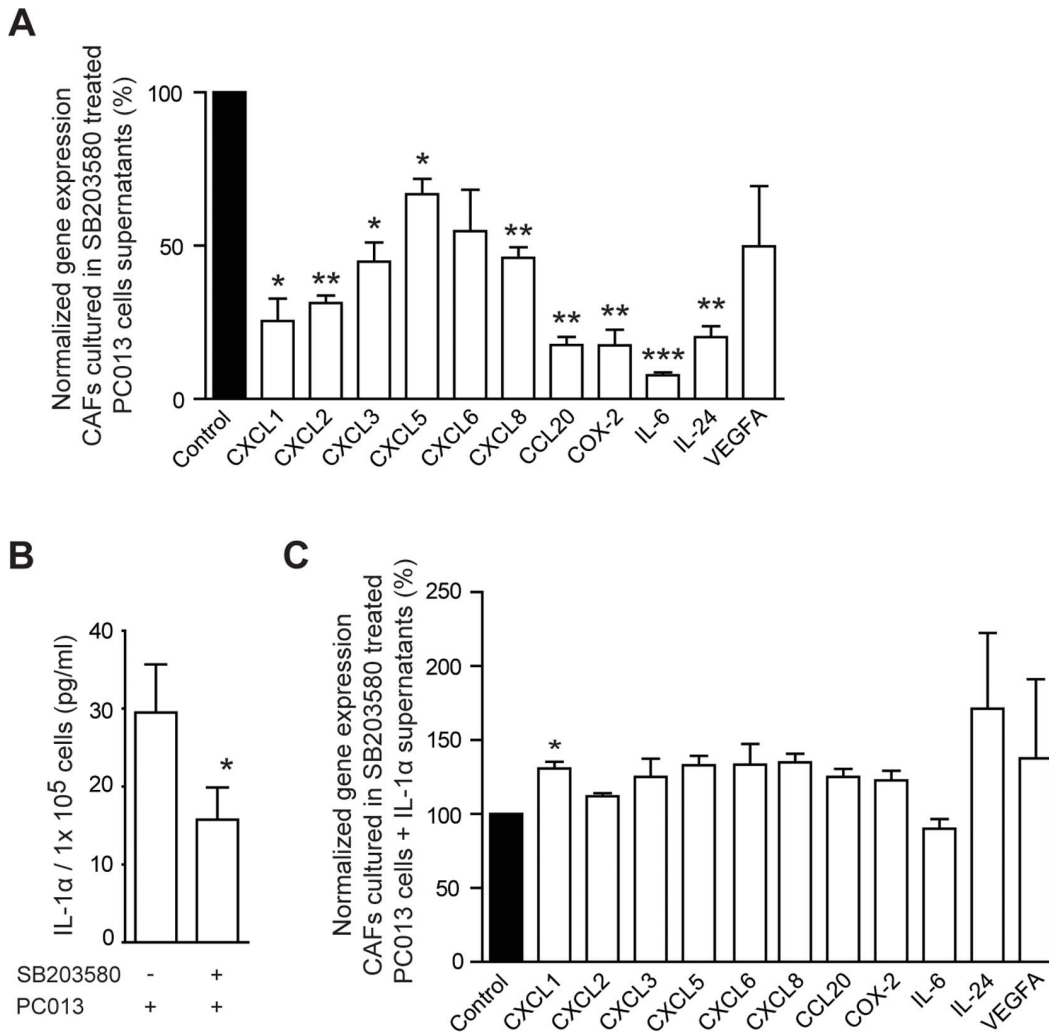 A
Normalized gene expression
CAFs cultured in SB203580 treated
PC013 cells supernatants (%)
100
50
0
*
**
*
*
**
**
**
***
**
Control
CXCL1
CXCL2
CXCL3
CXCL5
CXCL6
CXCL8
CCL20
COX-2
IL-6
IL-24
VEGFA
B
IL-1α / 1x 10⁵ cells (pg/ml)
40
30
20
10
0
*
SB203580 - +
PC013 + +
C
Normalized gene expression
CAFs cultured in SB203580 treated
PC013 cells + IL-1α supernatants (%)
250
200
150
100
50
0
*
Control
CXCL1
CXCL2
CXCL3
CXCL5
CXCL6
CXCL8
CCL20
COX-2
IL-6
IL-24
VEGFA